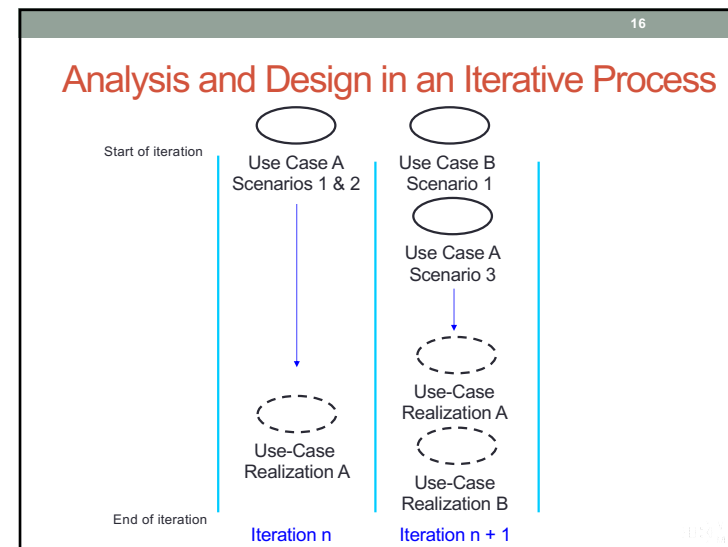 16
Analysis and Design in an Iterative Process
Start of iteration
Use Case A
Scenarios 1 & 2
Use Case B
Scenario 1
Use Case A
Scenario 3
Use-Case
Realization A
Use-Case
Realization A
Use-Case
Realization B
End of iteration
Iteration n
Iteration n + 1